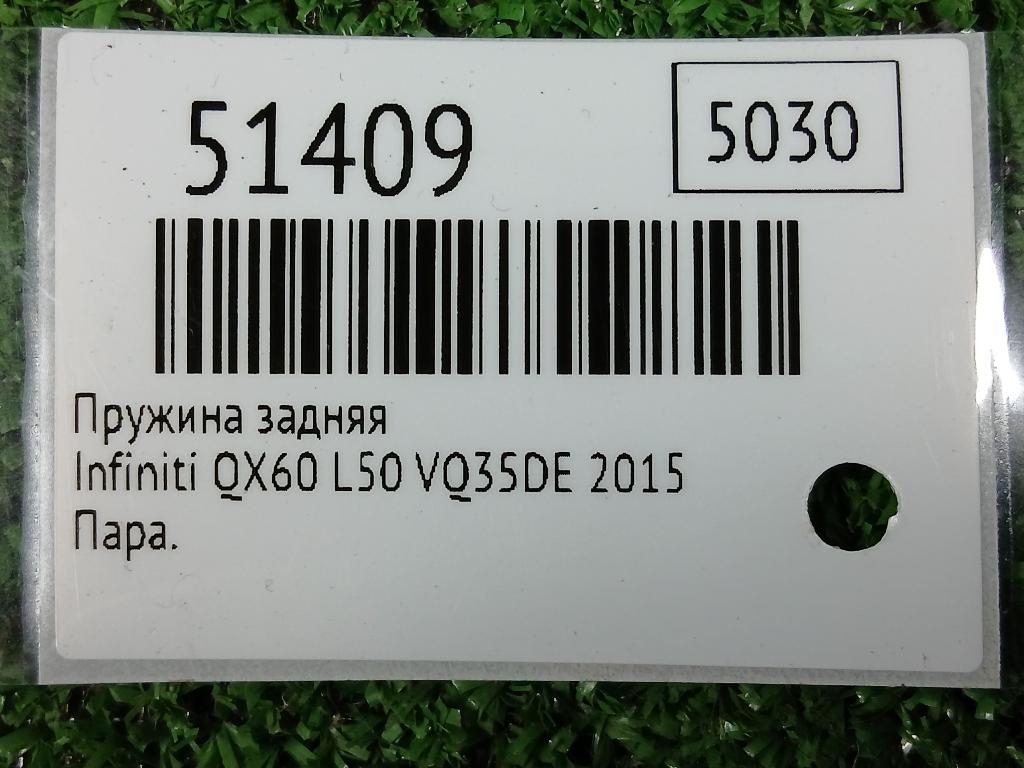 51409
5030
Пружина задняя
Infiniti QX60 L50 VQ35DE 2015
Пара.